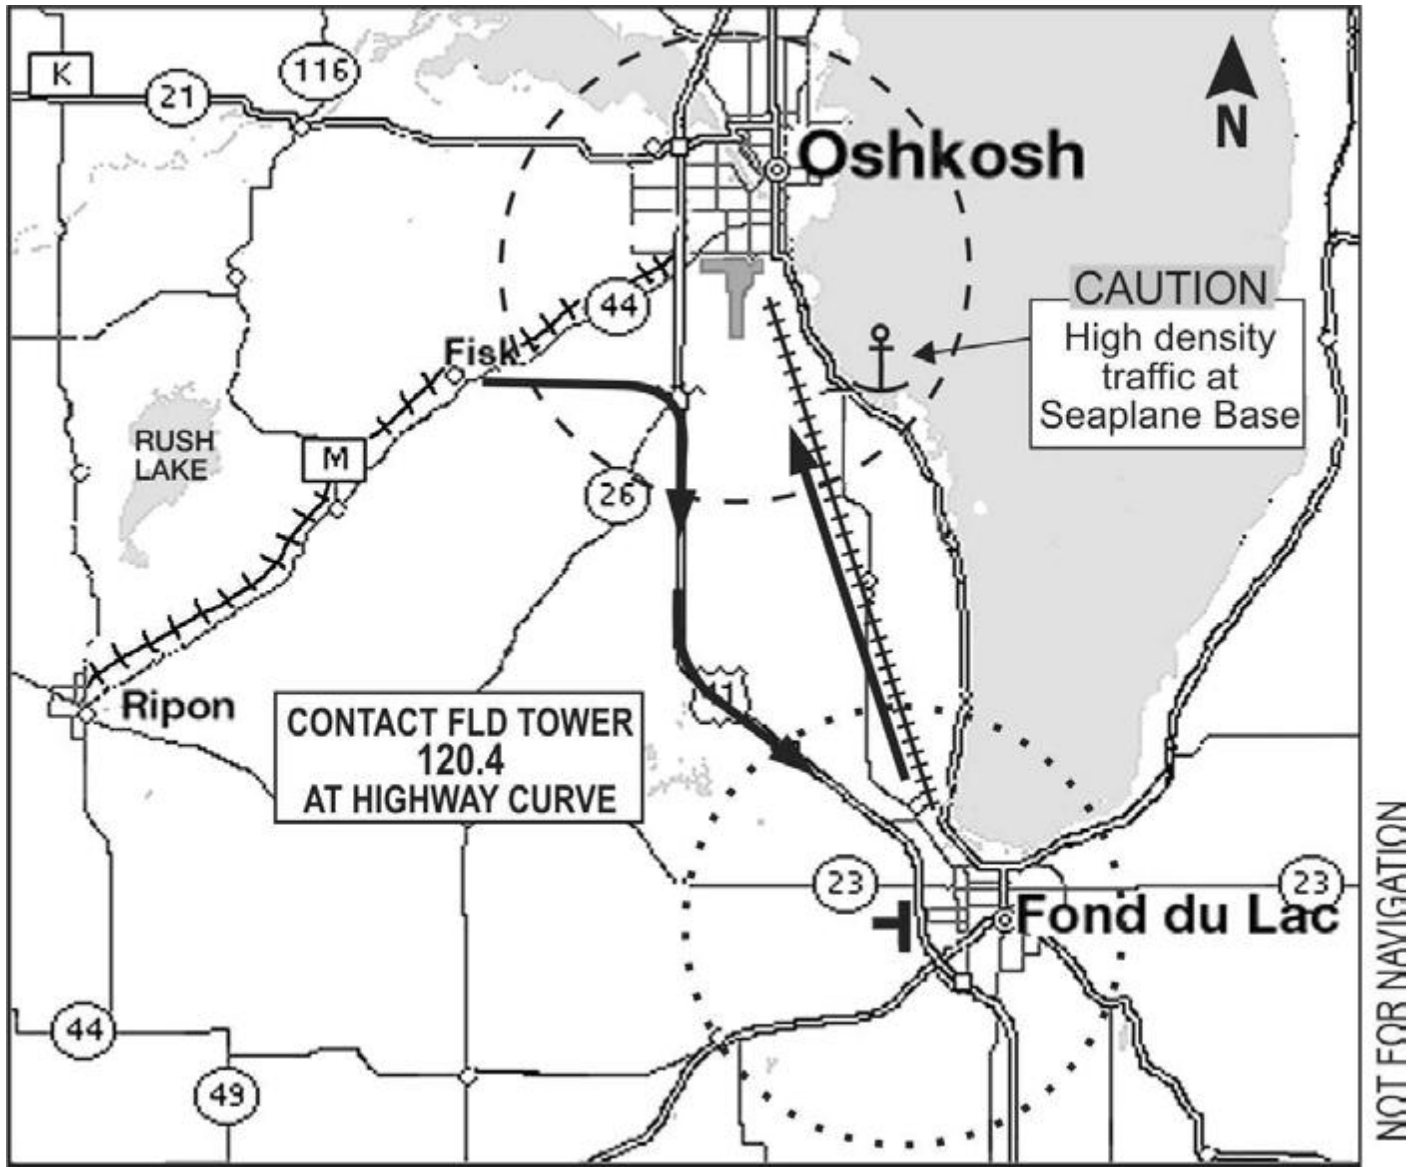 K
21
116
N
Oshkosh
CAUTION
High density
traffic at
Seaplane Base
44
Fisk
RUSH
LAKE
M
26
Ripon
CONTACT FLD TOWER
120.4
AT HIGHWAY CURVE
23
23
Fond du Lac
44
49
NOT FOR NAVIGATION